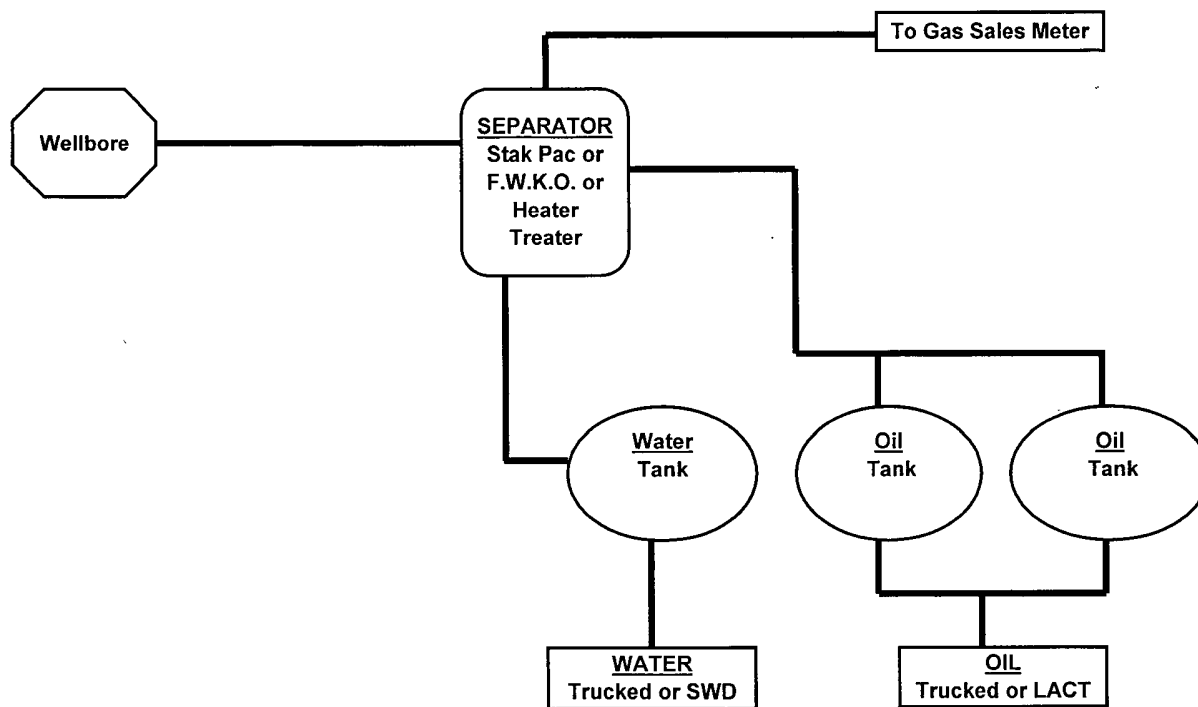 To Gas Sales Meter
Wellbore
SEPARATOR
Stak Pac or
F.W.K.O. or
Heater
Treater
Water
Tank
Oil
Tank
Oil
Tank
WATER
Trucked or SWD
OIL
Trucked or LACT